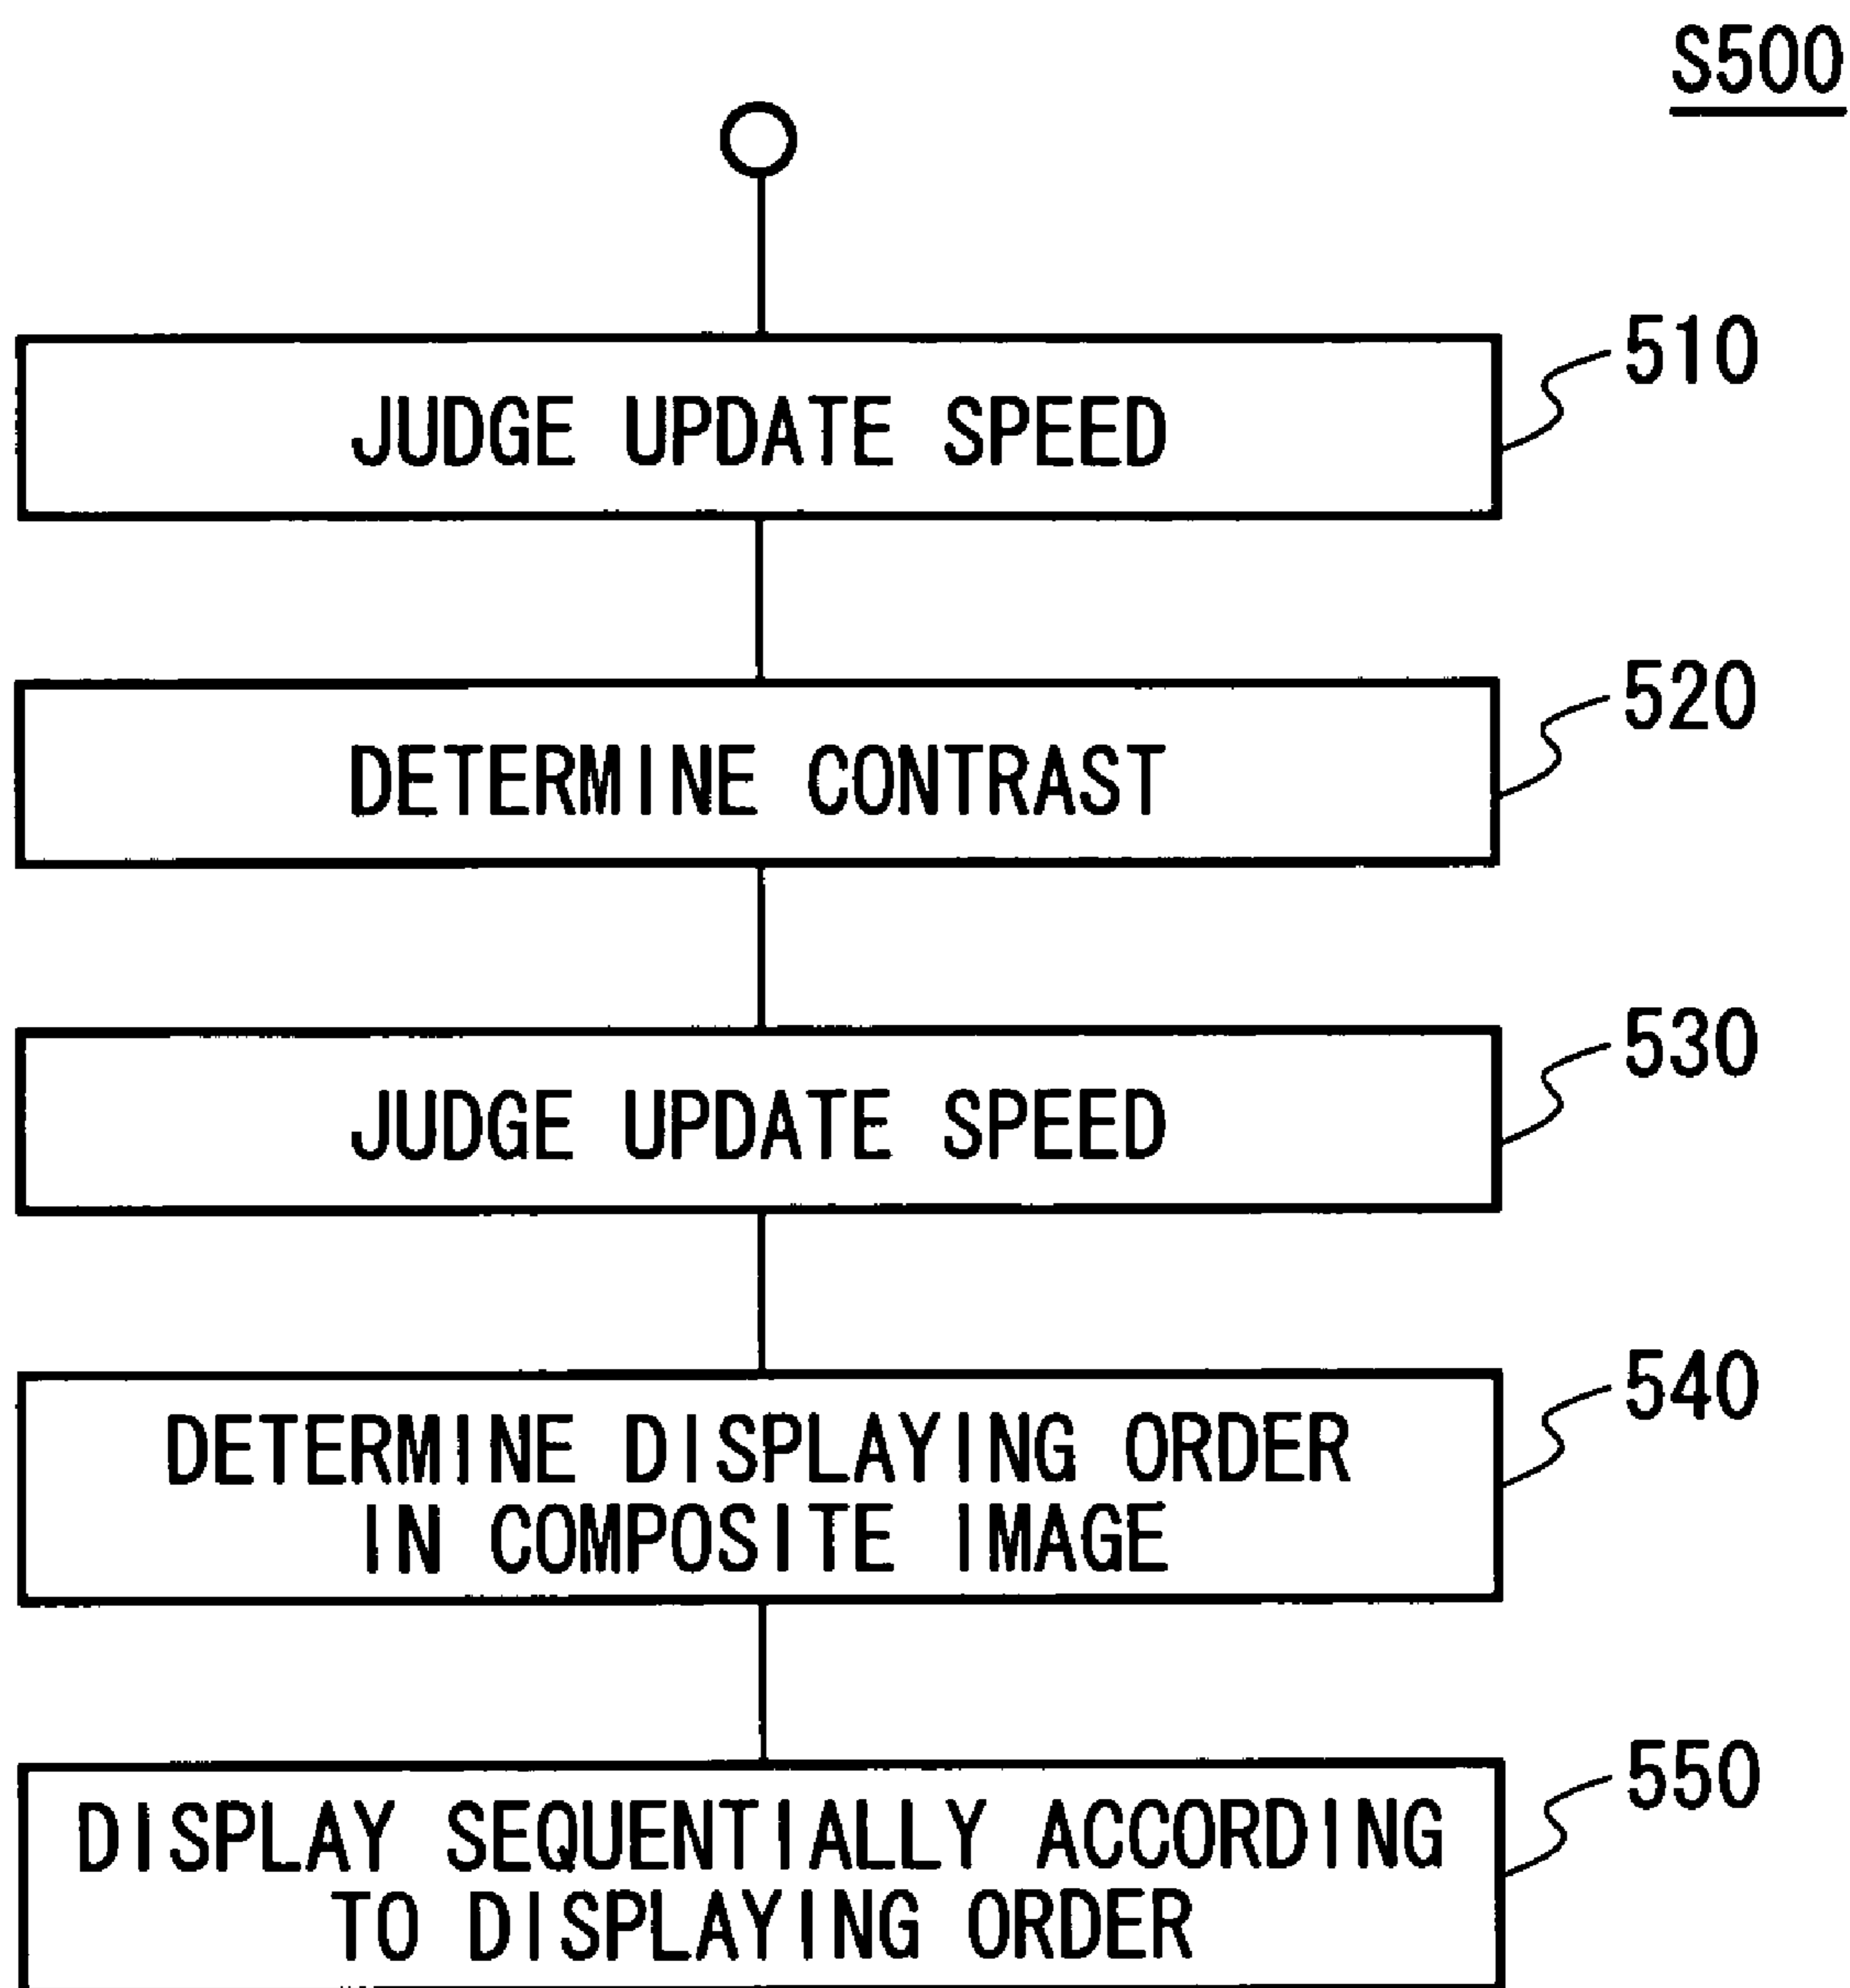 S500
JUDGE UPDATE SPEED
510
DETERMINE CONTRAST
520
JUDGE UPDATE SPEED
530
DETERMINE DISPLAYING ORDER
IN COMPOSITE IMAGE
540
DISPLAY SEQUENTIALLY ACCORDING
TO DISPLAYING ORDER
550